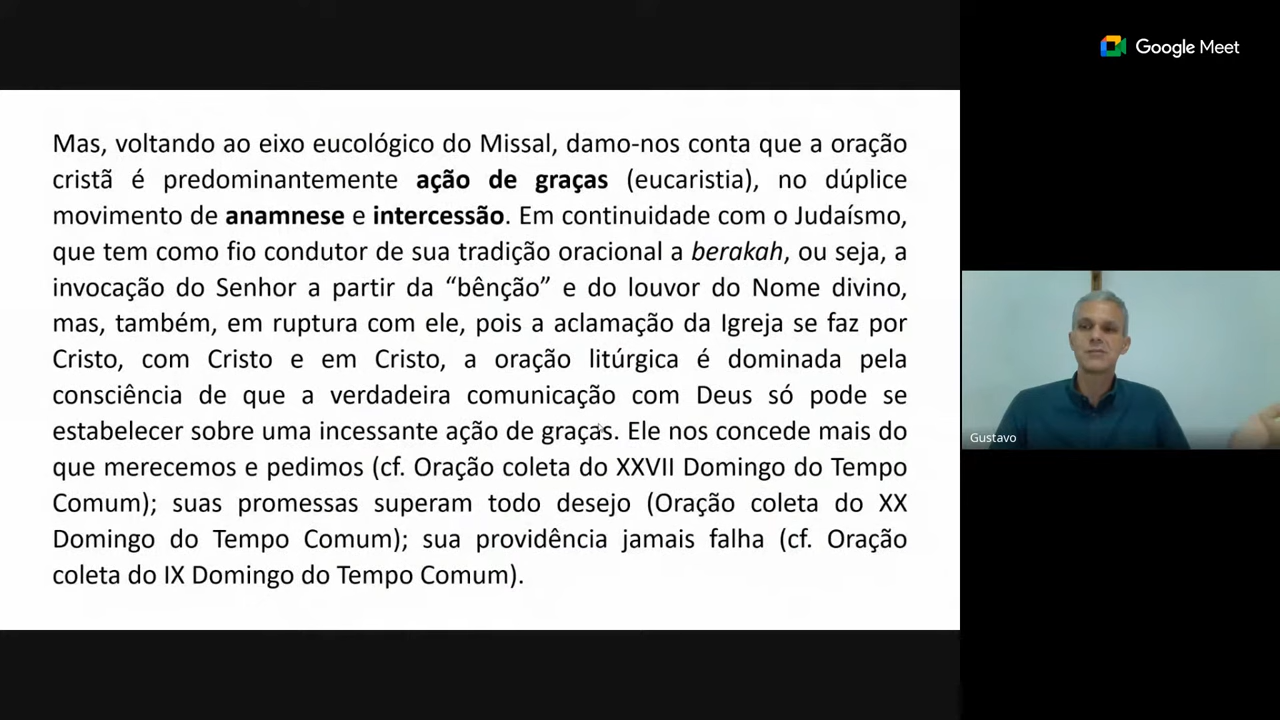 Google Meet
Mas, voltando ao eixo eucológico do Missal, damo-nos conta que a oração
cristã é predominantemente ação de graças (eucaristia), no dúplice
movimento de anamnese e intercessão. Em continuidade com o Judaísmo,
que tem como fio condutor de sua tradição oracional a berakah, ou seja, a
invocação do Senhor a partir da “bênção” e do louvor do Nome divino,
mas, também, em ruptura com ele, pois a aclamação da Igreja se faz por
Cristo, com Cristo e em Cristo, a oração litúrgica é dominada pela
consciência de que a verdadeira comunicação com Deus só pode se
estabelecer sobre uma incessante ação de graças. Ele nos concede mais do
que merecemos e pedimos (cf. Oração coleta do XXVII Domingo do Tempo
Comum); suas promessas superam todo desejo (Oração coleta do XX
Domingo do Tempo Comum); sua providência jamais falha (cf. Oração
coleta do IX Domingo do Tempo Comum).
Gustavo